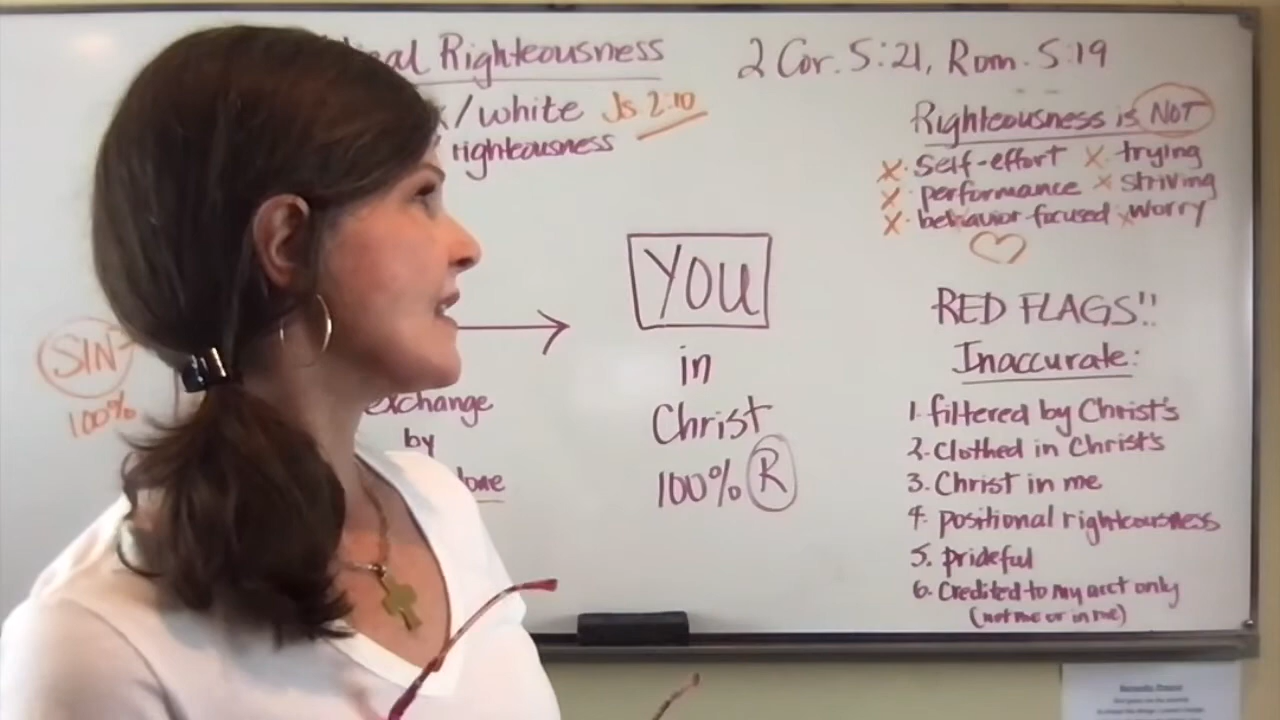 al Righteousness
/white Js 2:10
righteousness
2 Cor. 5:21, Rom. 5:19
Righteousness is NOT
x · Self-effort x · trying
x · performance x striving
x · behavior focused x worry
SIN
100%
exchange
by
YOU
in
Christ
100% R
RED FLAGS!!
Inaccurate:
1. filtered by Christ's
2. Clothed in Christ's
3. Christ in me
4. positional righteousness
5. prideful
6. Credited to my acct only
(not me or in me)